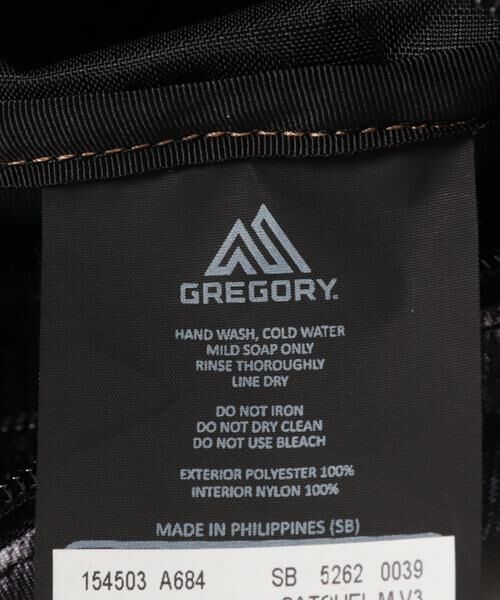 GREGORY.
HAND WASH, COLD WATER
MILD SOAP ONLY
RINSE THOROUGHLY
LINE DRY
DO NOT IRON
DO NOT DRY CLEAN
DO NOT USE BLEACH
EXTERIOR POLYESTER 100%
INTERIOR NYLON 100%
MADE IN PHILIPPINES (SB)
154503 A684 SB 5262 0039
SATCHEL M V3